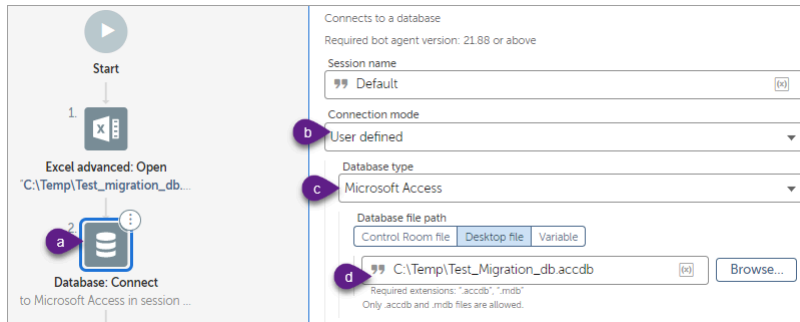 Start
1.
Excel advanced: Open
"C:\Temp\Test_migration_db....
2.
a
Database: Connect
to Microsoft Access in session ...
Connects to a database
Required bot agent version: 21.88 or above
Session name
Default
(x)
Connection mode
b
User defined
Database type
c
Microsoft Access
Database file path
Control Room file Desktop file Variable
d
C:\Temp\Test_Migration_db.accdb
(x)
Browse...
Required extensions: ".accdb", ".mdb"
Only .accdb and .mdb files are allowed.